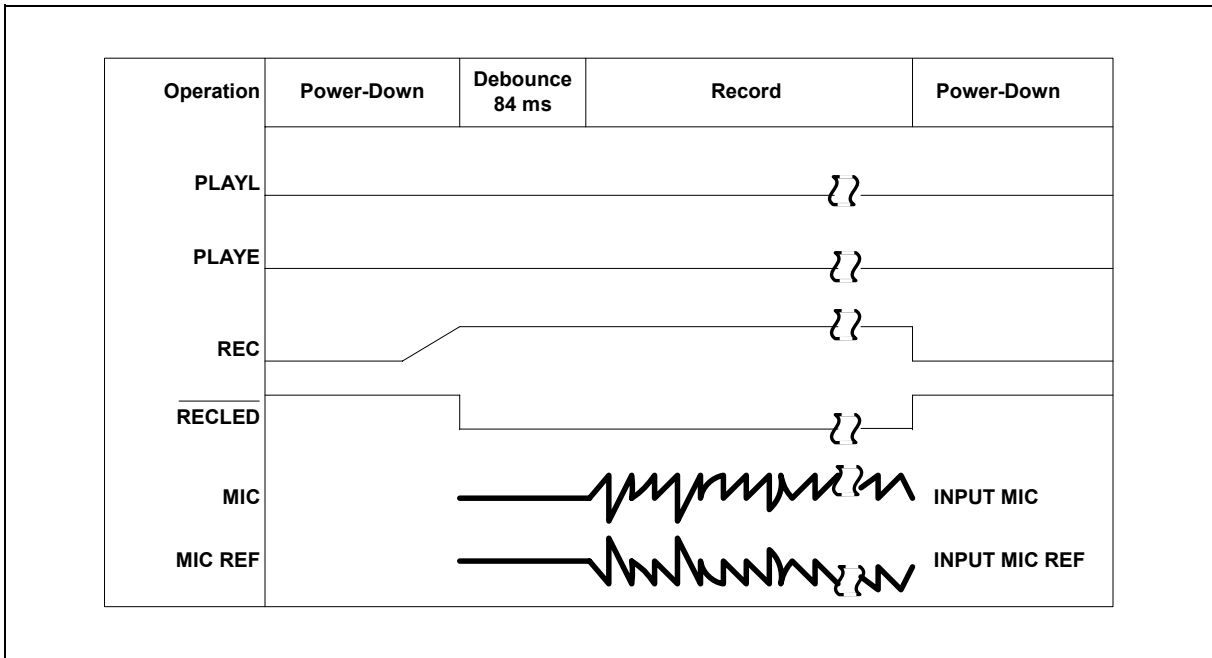 Operation Power-Down Debounce 84 ms Record Power-Down
PLAYL
PLAYE
REC
RECLED
MIC INPUT MIC
MIC REF INPUT MIC REF